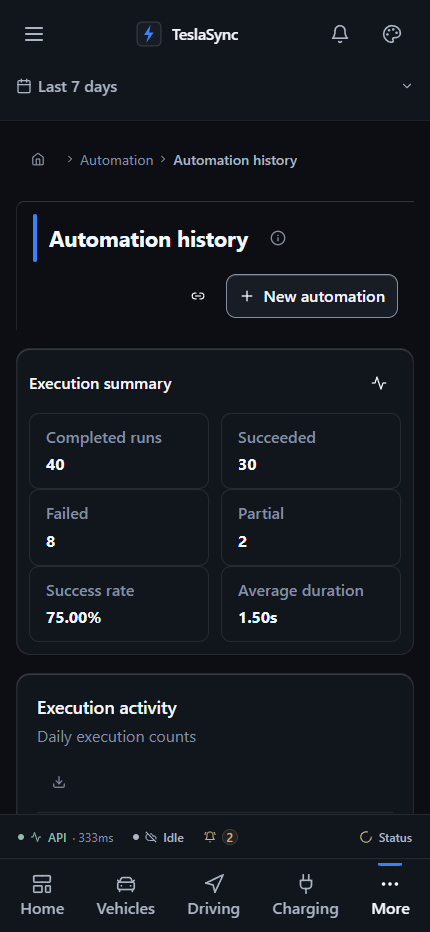 TeslaSync
Last 7 days
Automation
Automation history
Automation history
New automation
Execution summary
Completed runs
40
Succeeded
30
Failed
8
Partial
2
Success rate
75.00%
Average duration
1.50s
Execution activity
Daily execution counts
API · 333ms
Idle
2
Status
Home
Vehicles
Driving
Charging
More